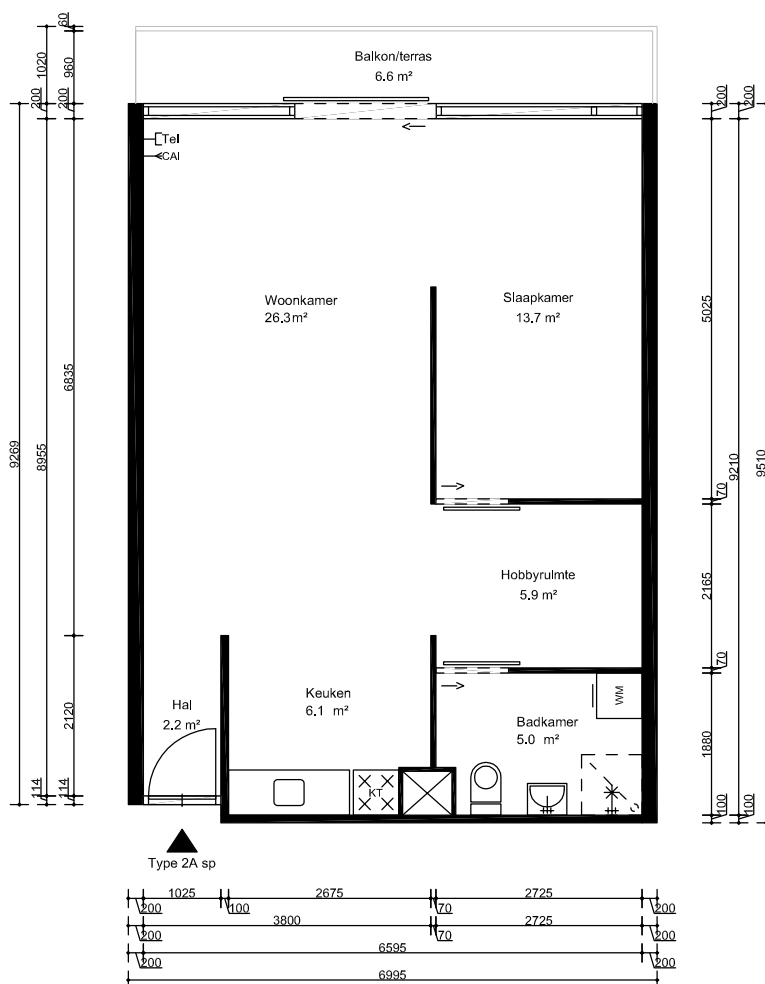 Balkon/terras
6.6 m²
Tel
CAI
Woonkamer
26.3m²
Slaapkamer
13.7 m²
Hobbyruimte
5.9 m²
Hal
2.2 m²
Keuken
6.1 m²
Badkamer
5.0 m²
WM
KT
Type 2A sp
60
1020
960
200
200
9269
8955
6835
2120
114
114
200
200
5025
70
9210
9510
2165
70
1880
100
100
1025
2675
2725
200
100
70
200
3800
2725
200
70
200
6595
200
200
6995